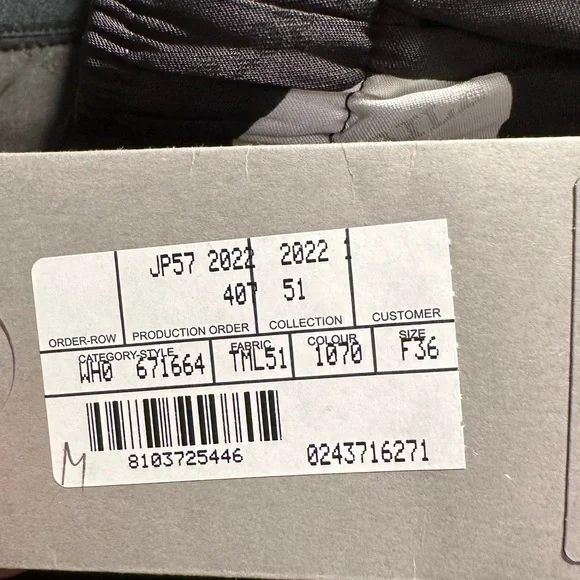 JP57 2022 2022 1
407 51
ORDER-ROW PRODUCTION ORDER COLLECTION CUSTOMER
CATEGORY-STYLE FABRIC COLOUR SIZE
WH0 671664 TML51 1070 F36
8103725446 0243716271
M